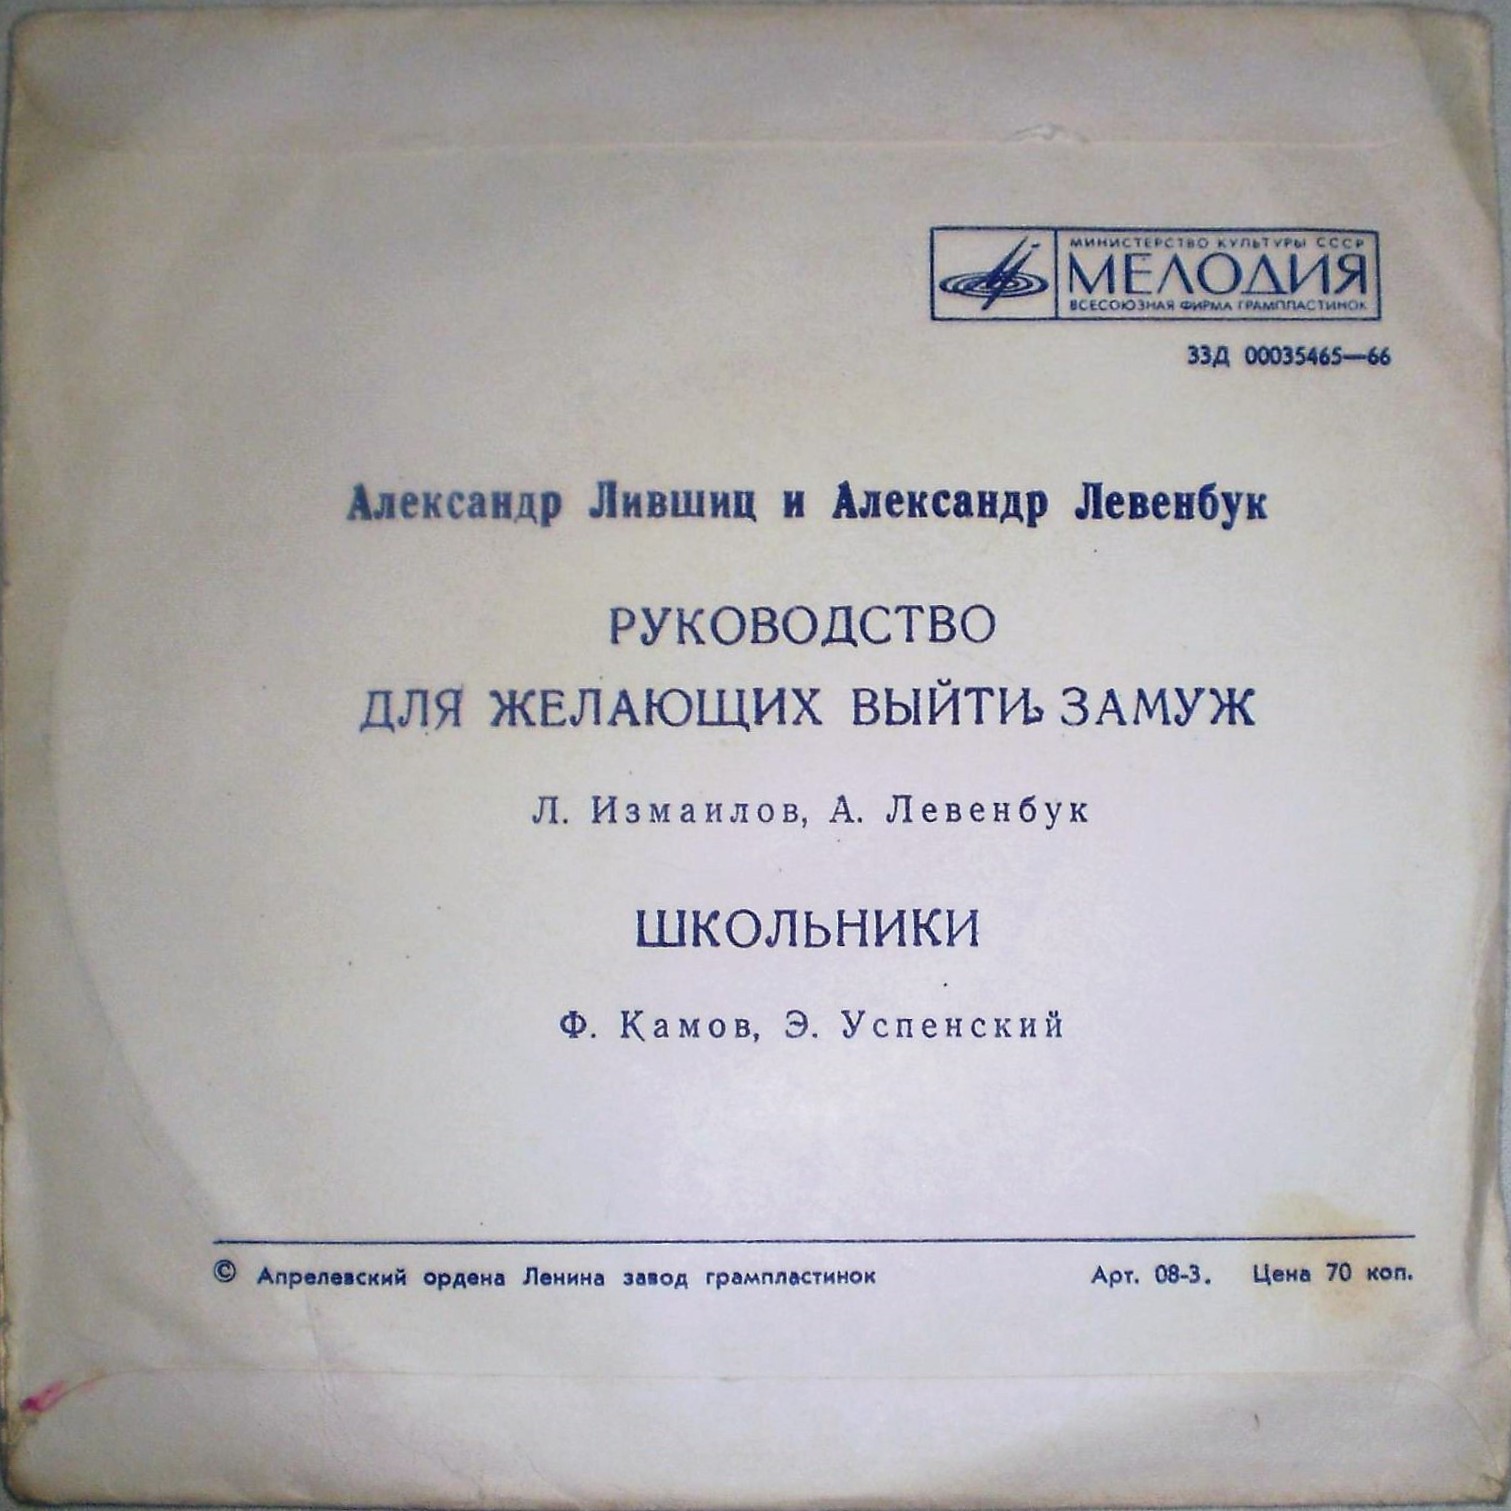 МИНИСТЕРСТВО КУЛЬТУРЫ СССР
МЕЛОДИЯ
ВСЕСОЮЗНАЯ ФИРМА ГРАМПЛАСТИНОК
33Д 00035465—66
Александр Лившиц и Александр Левенбук
РУКОВОДСТВО
ДЛЯ ЖЕЛАЮЩИХ ВЫЙТИ ЗАМУЖ
Л. Измаилов, А. Левенбук
ШКОЛЬНИКИ
Ф. Камов, Э. Успенский
© Апрелевский ордена Ленина завод грампластинок
Арт. 08-3. Цена 70 коп.